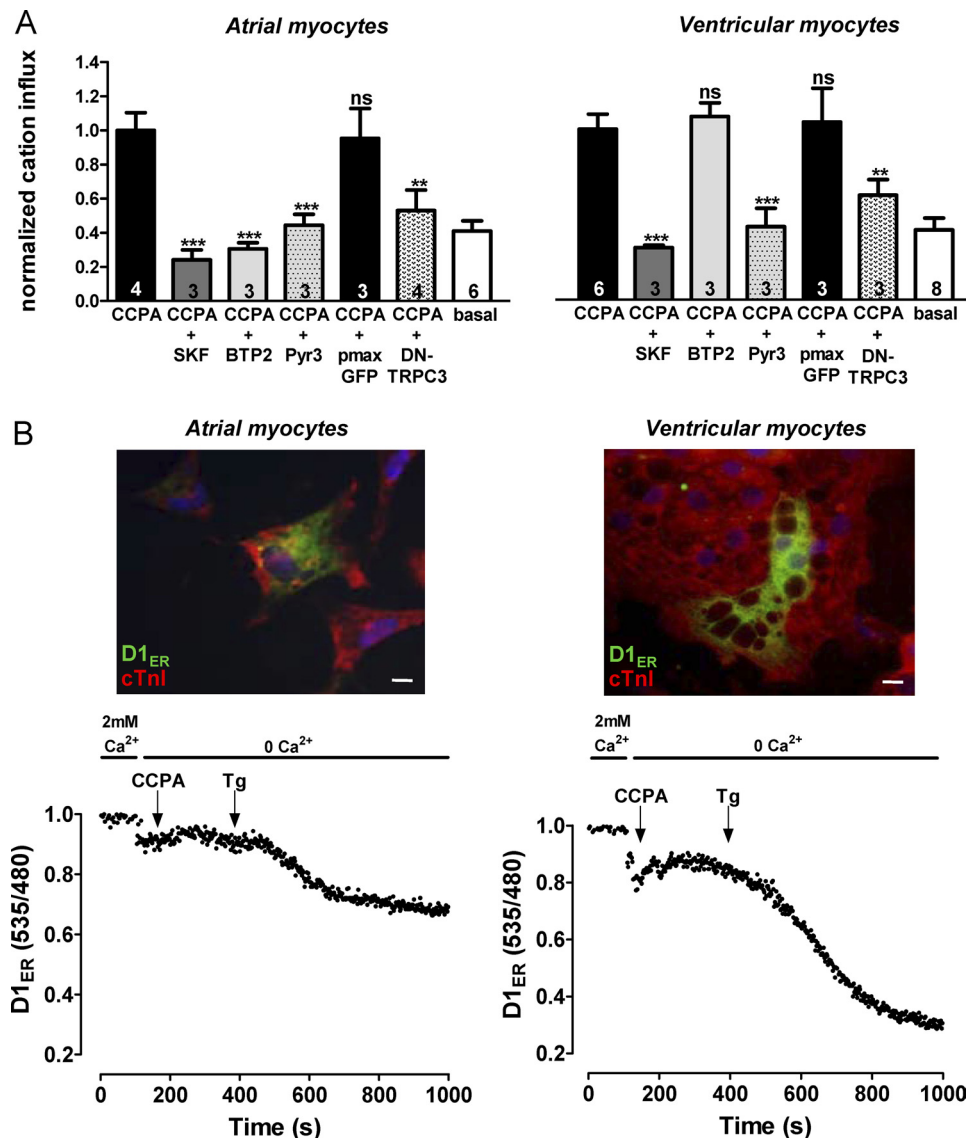 A
Atrial myocytes
Ventricular myocytes
normalized cation influx
1.4
1.2
1.0
0.8
0.6
0.4
0.2
0.0
*** *** *** ns **
4 3 3 3 3 4 6
CCPA CCPA CCPA CCPA CCPA CCPA basal
+ + + + +
SKF BTP2 Pyr3 pmax DN-
GFP TRPC3
*** ns *** ns **
6 3 3 3 3 3 8
CCPA CCPA CCPA CCPA CCPA CCPA basal
+ + + + +
SKF BTP2 Pyr3 pmax DN-
GFP TRPC3
B
Atrial myocytes
Ventricular myocytes
D1ER
cTnI
D1ER
cTnI
2mM
Ca2+
0 Ca2+
CCPA
Tg
D1ER (535/480)
1.0
0.8
0.6
0.4
0.2
0 200 400 600 800 1000
Time (s)
2mM
Ca2+
0 Ca2+
CCPA
Tg
D1ER (535/480)
1.0
0.8
0.6
0.4
0.2
0 200 400 600 800 1000
Time (s)